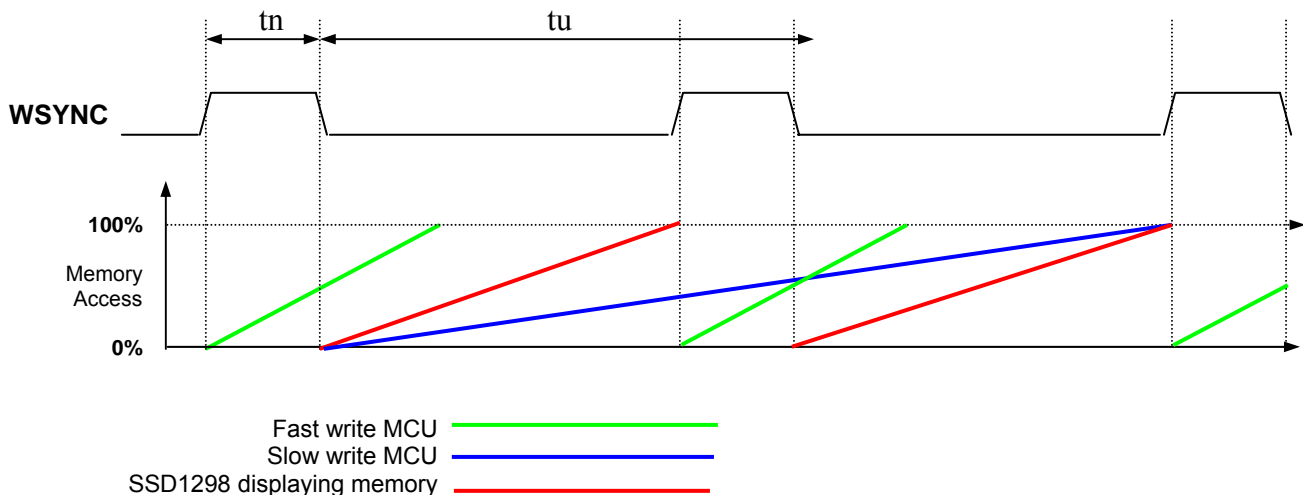 tn tu
WSYNC
100%
Memory
Access
0%
Fast write MCU
Slow write MCU
SSD1298 displaying memory